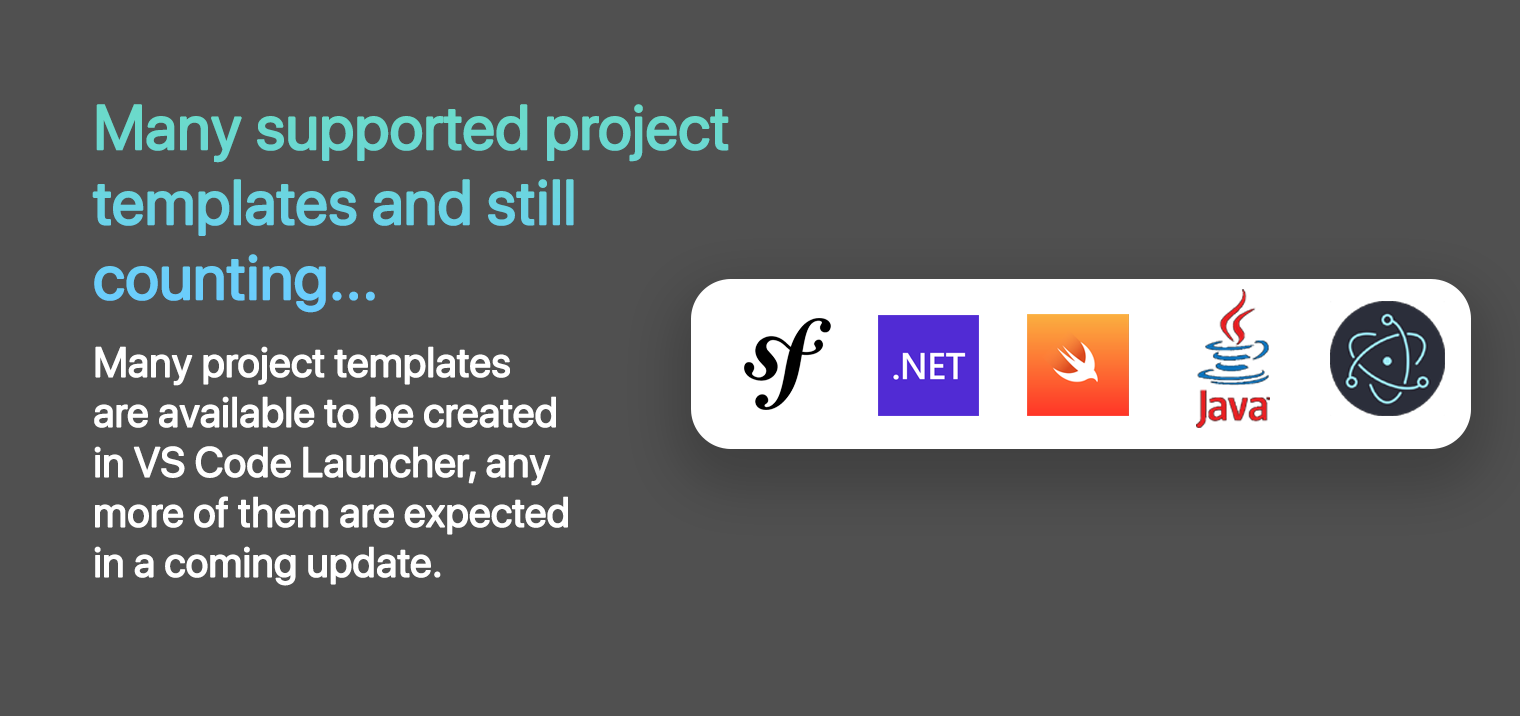 Many supported project
templates and still
counting...
Many project templates
are available to be created
in VS Code Launcher, any
more of them are expected
in a coming update.
sf
.NET
Java